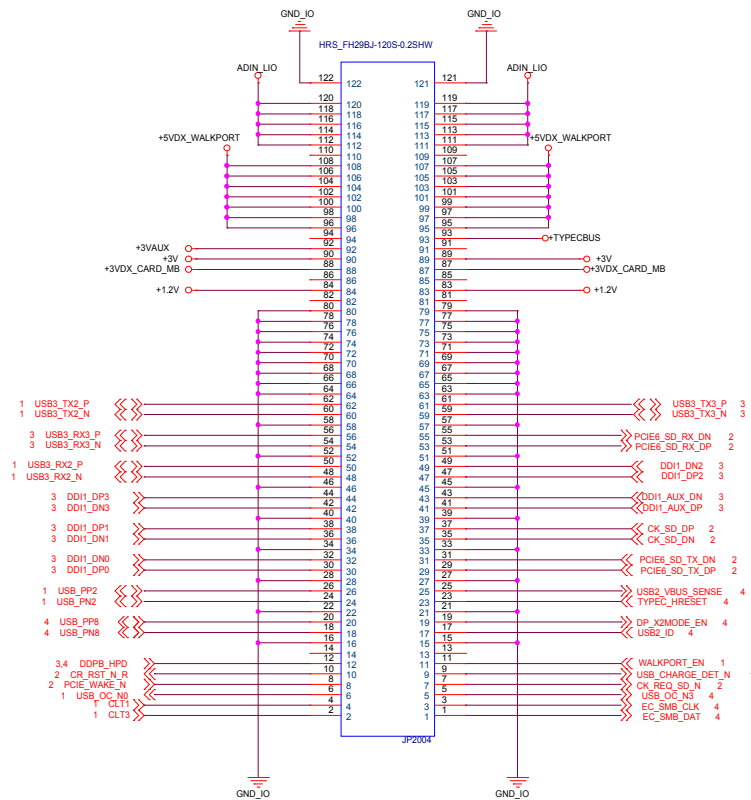 GND_IO GND_IO
HRS_FH29BJ-120S-0.2SHW
ADIN_LIO ADIN_LIO
122 122 121 121
120 120 119 119
118 118 117 117
116 116 115 115
114 114 113 113
112 112 111 111
+5VDX_WALKPORT 110 110 109 109 +5VDX_WALKPORT
108 108 107 107
106 106 105 105
104 104 103 103
102 102 101 101
100 100 99 99
98 98 97 97
96 96 95 95
94 94 93 93 +TYPECBUS
+3VAUX 92 92 91 91
+3V 90 90 89 89 +3V
+3VDX_CARD_MB 88 88 87 87 +3VDX_CARD_MB
86 86 85 85
+1.2V 84 84 83 83 +1.2V
82 82 81 81
80 80 79 79
78 78 77 77
76 76 75 75
74 74 73 73
72 72 71 71
70 70 69 69
68 68 67 67
66 66 65 65
64 64 63 63
1 USB3_TX2_P 62 62 61 61 USB3_TX3_P 3
1 USB3_TX2_N 60 60 59 59 USB3_TX3_N 3
58 58 57 57
3 USB3_RX3_P 56 56 55 55 PCIE6_SD_RX_DN 2
3 USB3_RX3_N 54 54 53 53 PCIE6_SD_RX_DP 2
52 52 51 51
1 USB3_RX2_P 50 50 49 49 DDI1_DN2 3
1 USB3_RX2_N 48 48 47 47 DDI1_DP2 3
46 46 45 45
3 DDI1_DP3 44 44 43 43 DDI1_AUX_DN 3
3 DDI1_DN3 42 42 41 41 DDI1_AUX_DP 3
40 40 39 39
3 DDI1_DP1 38 38 37 37 CK_SD_DP 2
3 DDI1_DN1 36 36 35 35 CK_SD_DN 2
34 34 33 33
3 DDI1_DN0 32 32 31 31 PCIE6_SD_TX_DN 2
3 DDI1_DP0 30 30 29 29 PCIE6_SD_TX_DP 2
28 28 27 27
1 USB_PP2 26 26 25 25 USB2_VBUS_SENSE 4
1 USB_PN2 24 24 23 23 TYPEC_HRESET 4
22 22 21 21
4 USB_PP8 20 20 19 19 DP_X2MODE_EN 4
4 USB_PN8 18 18 17 17 USB2_ID 4
16 16 15 15
14 14 13 13
3,4 DDPB_HPD 12 12 11 11 WALKPORT_EN 1
2 CR_RST_N_R 10 10 9 9 USB_CHARGE_DET_N 1
2 PCIE_WAKE_N 8 8 7 7 CK_REQ_SD_N 2
1 USB_OC_N0 6 6 5 5 USB_OC_N3 4
1 CLT1 4 4 3 3 EC_SMB_CLK 4
1 CLT3 2 2 1 1 EC_SMB_DAT 4
JP2004
GND_IO GND_IO